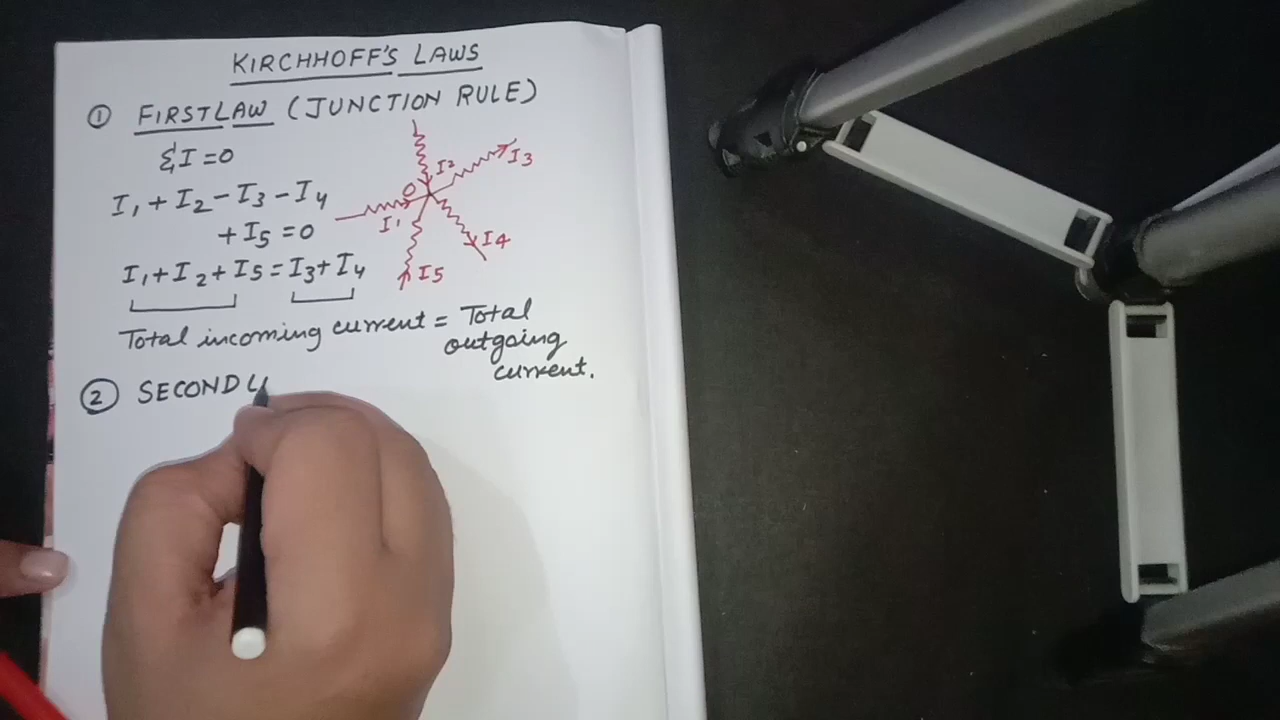 KIRCHHOFF'S LAWS
① FIRST LAW (JUNCTION RULE)
ΣI = 0
I₁ + I₂ - I₃ - I₄
+ I₅ = 0
I₁ + I₂ + I₅ = I₃ + I₄
I2
I3
O
I1
I4
I5
Total incoming current = Total
outgoing
current.
② SECOND L